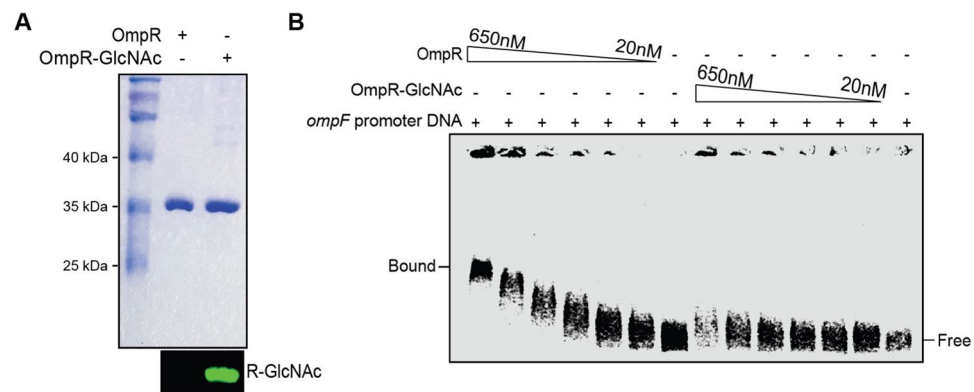 A
OmpR + -
OmpR-GlcNAc - +
40 kDa
35 kDa
25 kDa
R-GlcNAc
B
OmpR 650nM 20nM - - - - - - - -
OmpR-GlcNAc - - - - - - - 650nM 20nM -
ompF promoter DNA + + + + + + + + + + + + + +
Bound
Free